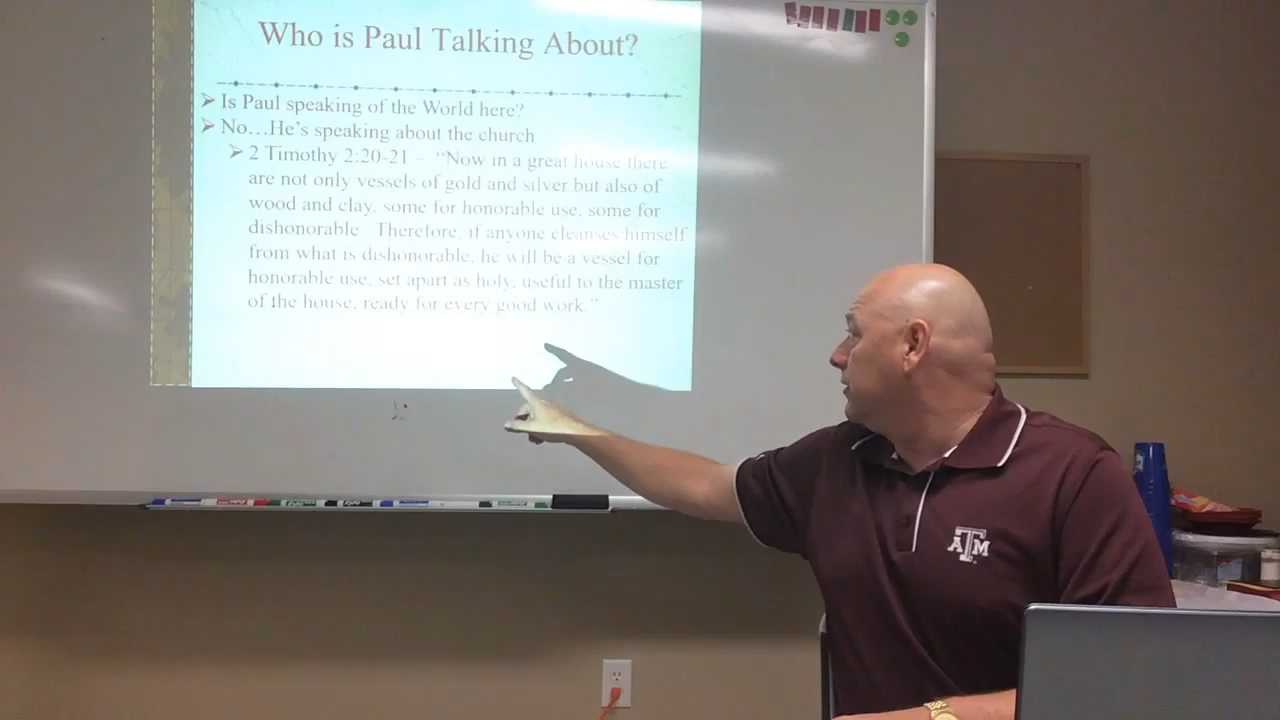 Who is Paul Talking About?
Is Paul speaking of the World here?
No…He's speaking about the church
2 Timothy 2:20-21 – "Now in a great house there
are not only vessels of gold and silver but also of
wood and clay, some for honorable use, some for
dishonorable  Therefore, if anyone cleanses himself
from what is dishonorable, he will be a vessel for
honorable use, set apart as holy, useful to the master
of the house, ready for every good work."
ATM